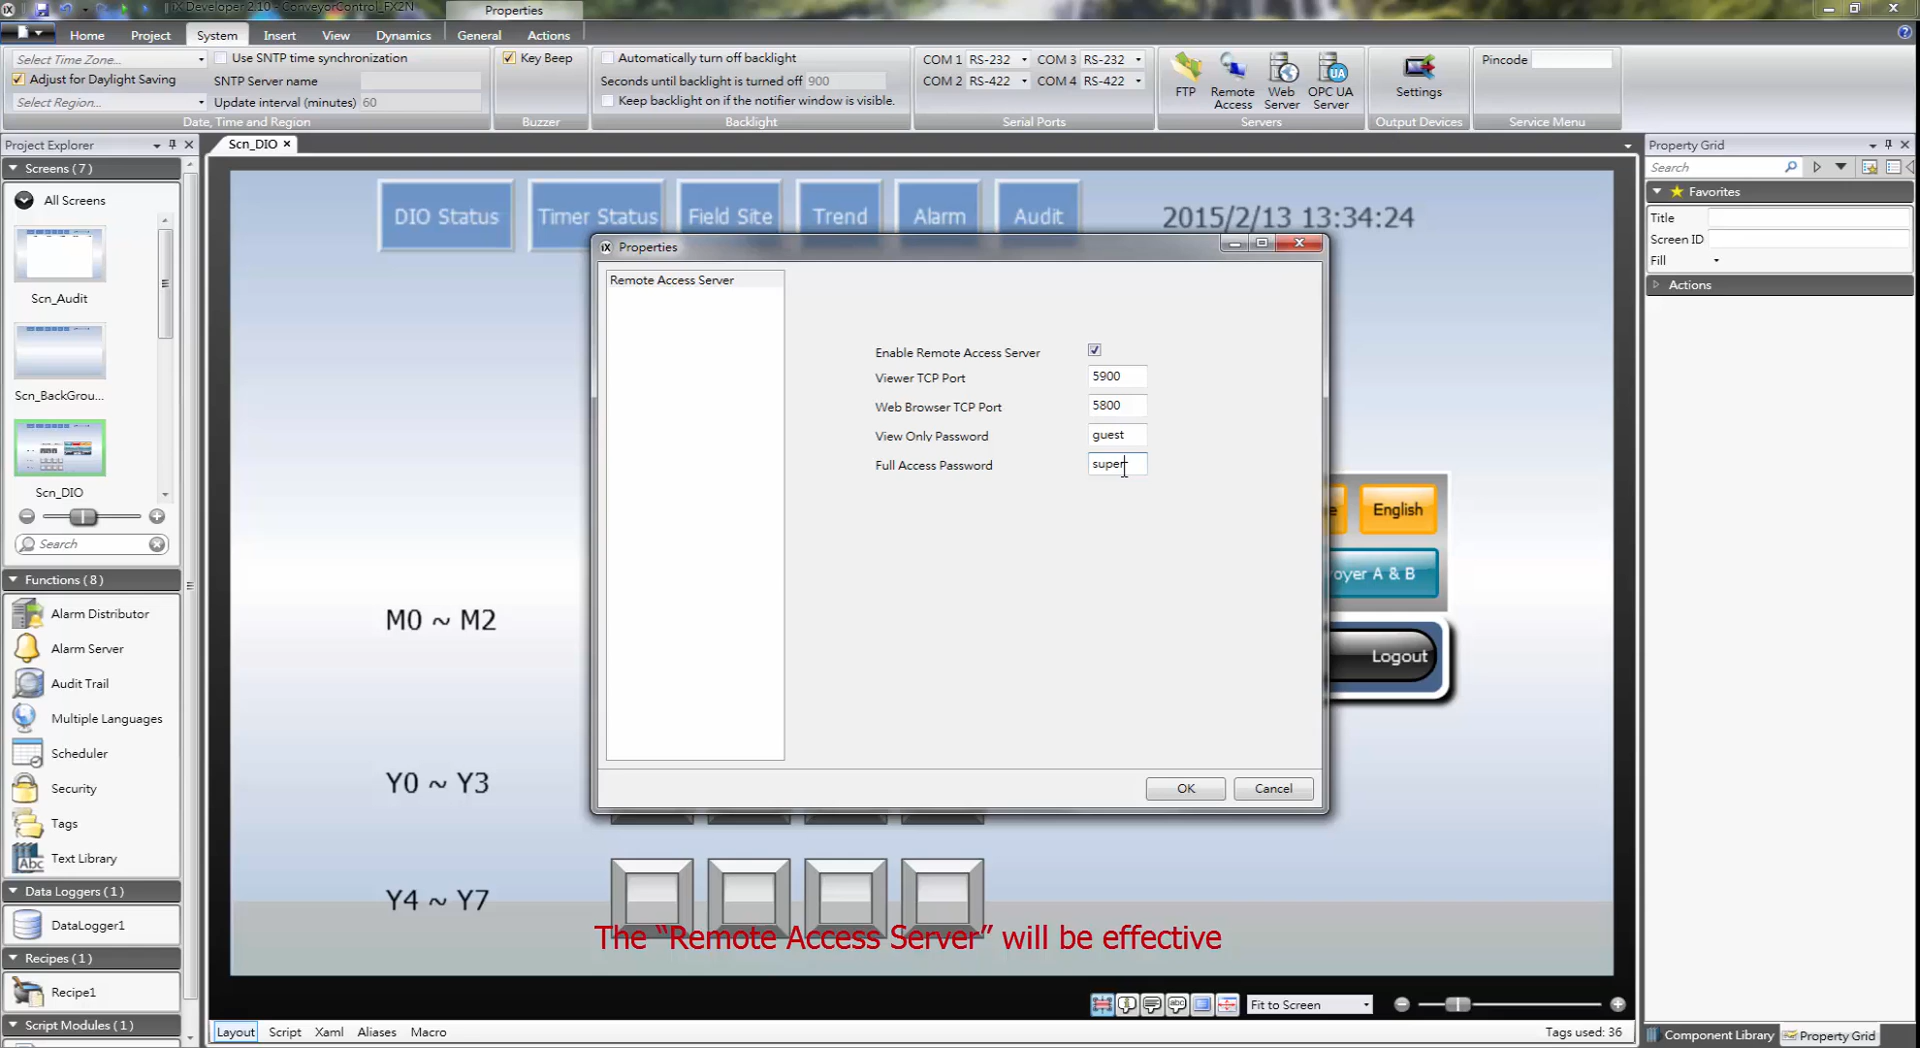 iX Developer 2.10 - ConveyorControl_FX2N
Properties
Home Project System Insert View Dynamics General Actions
Select Time Zone...
Adjust for Daylight Saving
Select Region...
Use SNTP time synchronization
SNTP Server name
Update interval (minutes) 60
Date, Time and Region
Key Beep
Buzzer
Automatically turn off backlight
Seconds until backlight is turned off 900
Keep backlight on if the notifier window is visible.
Backlight
COM 1 RS-232 COM 3 RS-232
COM 2 RS-422 COM 4 RS-422
Serial Ports
FTP
Remote Access
Web Server
OPC UA Server
Servers
Settings
Output Devices
Pincode
Service Menu
Project Explorer
Screens (7)
All Screens
Scn_Audit
Scn_BackGrou...
Scn_DIO
Search
Functions (8)
Alarm Distributor
Alarm Server
Audit Trail
Multiple Languages
Scheduler
Security
Tags
Text Library
Data Loggers (1)
DataLogger1
Recipes (1)
Recipe1
Script Modules (1)
Scn_DIO
DIO Status Timer Status Field Site Trend Alarm Audit 2015/2/13 13:34:24
Properties
Remote Access Server
Enable Remote Access Server
Viewer TCP Port 5900
Web Browser TCP Port 5800
View Only Password guest
Full Access Password super
OK Cancel
English
oyer A & B
Logout
M0 ~ M2
Y0 ~ Y3
Y4 ~ Y7
The “Remote Access Server” will be effective
Fit to Screen
Layout Script Xaml Aliases Macro
Tags used: 36
Property Grid
Search
Favorites
Title
Screen ID
Fill
Actions
Component Library Property Grid